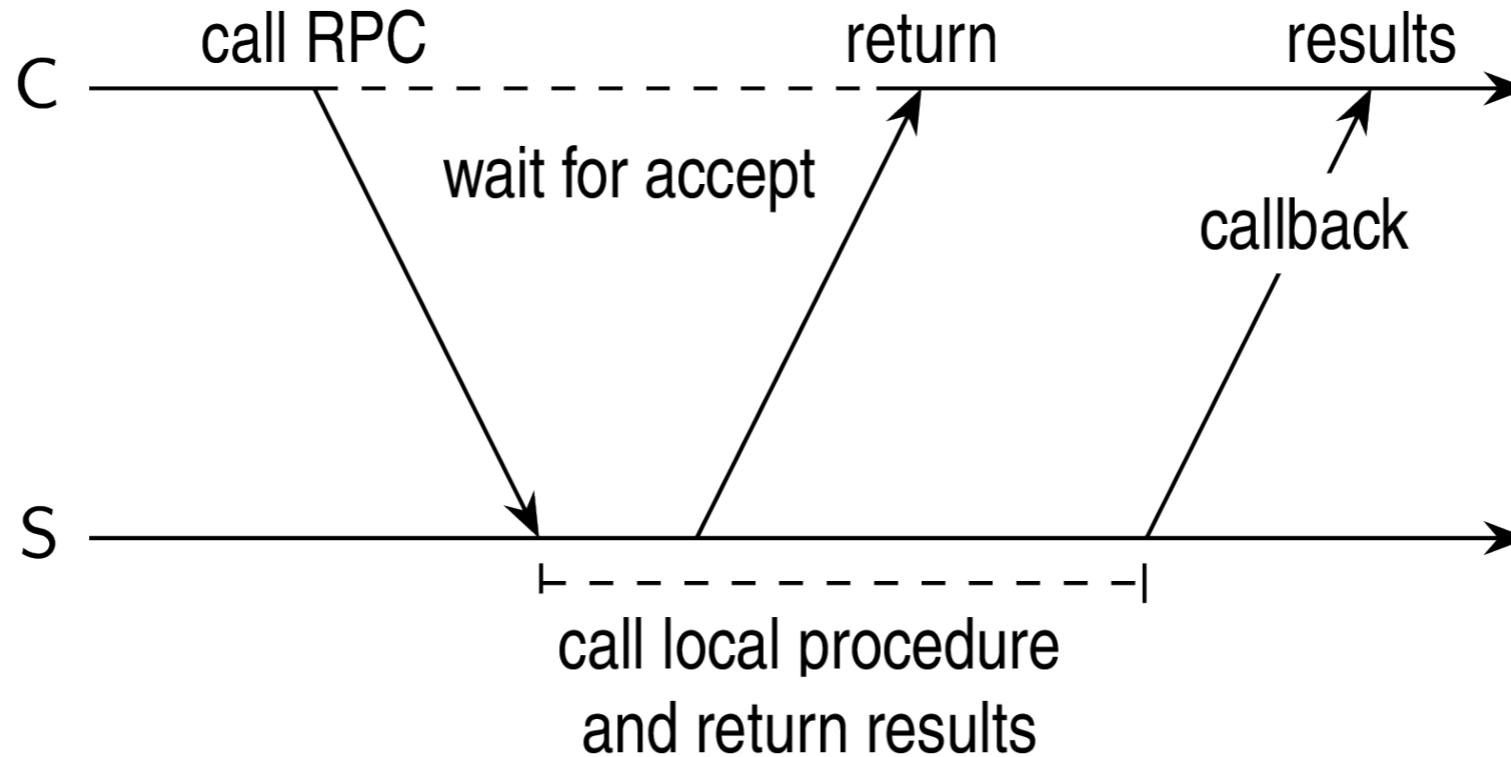 call RPC
return
results
C
wait for accept
callback
S
call local procedure
and return results